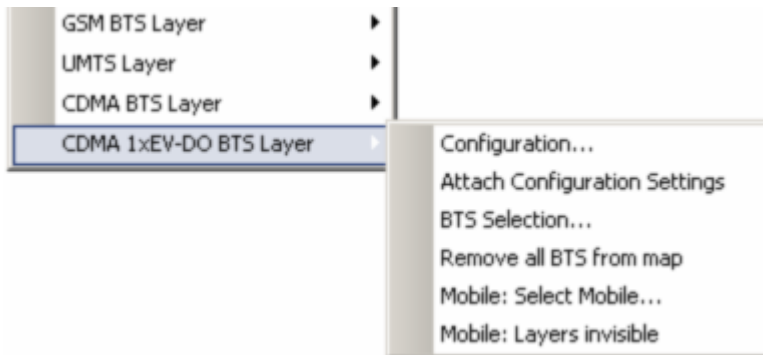 GSM BTS Layer
UMTS Layer
CDMA BTS Layer
CDMA 1xEV-DO BTS Layer
Configuration...
Attach Configuration Settings
BTS Selection...
Remove all BTS from map
Mobile: Select Mobile...
Mobile: Layers invisible